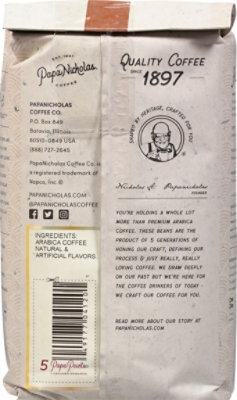 EST. 1897
PapaNicholas
COFFEE
PAPANICHOLAS
COFFEE CO.
P.O. Box 849
Batavia, Illinois
60510-0849 USA
(888) 727-2645
PapaNicholas Coffee Co. is
a registered trademark of
Napco, Inc. ®
PAPANICHOLAS.COM
@PAPANICHOLASCOFFEE
INGREDIENTS:
ARABICA COFFEE
NATURAL &
ARTIFICIAL FLAVORS.
5
QUALITY COFFEE
SINCE 1897
SHAPED BY HERITAGE, CRAFTED FOR YOU
Nicholas A. Papanicholas
FOUNDER
YOU'RE HOLDING A WHOLE LOT
MORE THAN PREMIUM ARABICA
COFFEE. THESE BEANS ARE THE
PRODUCT OF 5 GENERATIONS OF
HONING OUR CRAFT, DEFINING OUR
PROCESS & JUST REALLY, REALLY
LOVING COFFEE. WE DRAW DEEPLY
ON OUR PAST BUT WE'RE HERE FOR
THE COFFEE DRINKERS OF TODAY -
WE CRAFT OUR COFFEE FOR YOU.
READ MORE ABOUT OUR STORY AT
PAPANICHOLAS.COM